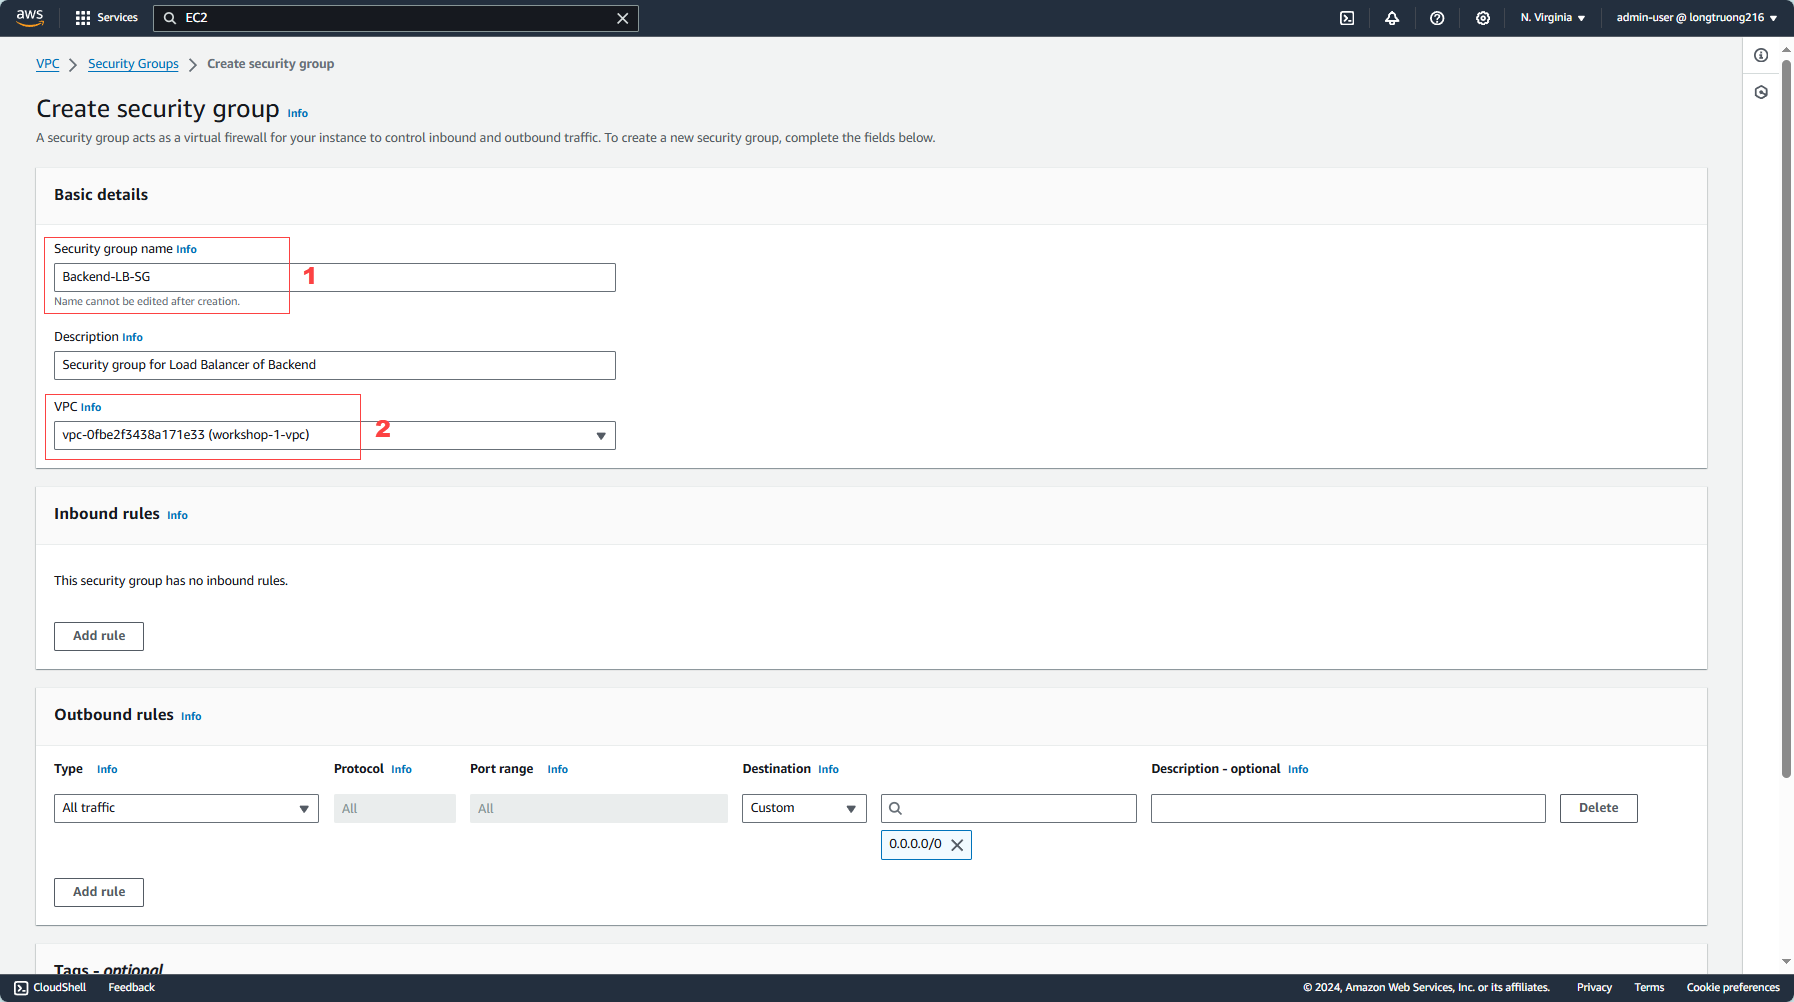 aws Services EC2 N. Virginia admin-user @ longtruong216
VPC Security Groups Create security group
Create security group Info
A security group acts as a virtual firewall for your instance to control inbound and outbound traffic. To create a new security group, complete the fields below.
Basic details
Security group name Info
Backend-LB-SG 1
Name cannot be edited after creation.
Description Info
Security group for Load Balancer of Backend
VPC Info
vpc-0fbe2f3438a171e33 (workshop-1-vpc) 2
Inbound rules Info
This security group has no inbound rules.
Add rule
Outbound rules Info
Type Info Protocol Info Port range Info Destination Info Description - optional Info
All traffic All All Custom Delete
0.0.0.0/0
Add rule
Tags - optional
CloudShell Feedback © 2024, Amazon Web Services, Inc. or its affiliates. Privacy Terms Cookie preferences